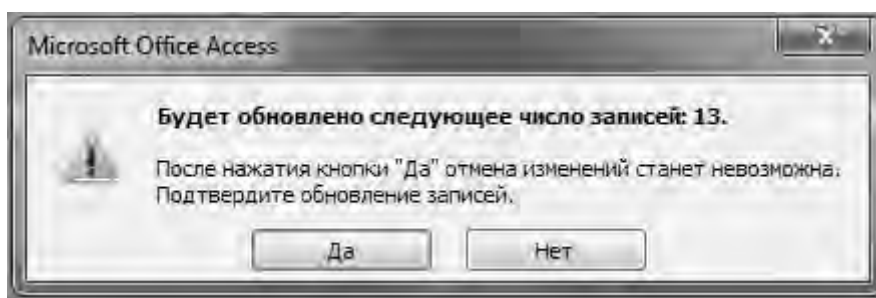 Microsoft Office Access
Будет обновлено следующее число записей: 13.
После нажатия кнопки "Да" отмена изменений станет невозможна.
Подтвердите обновление записей.
Да
Нет